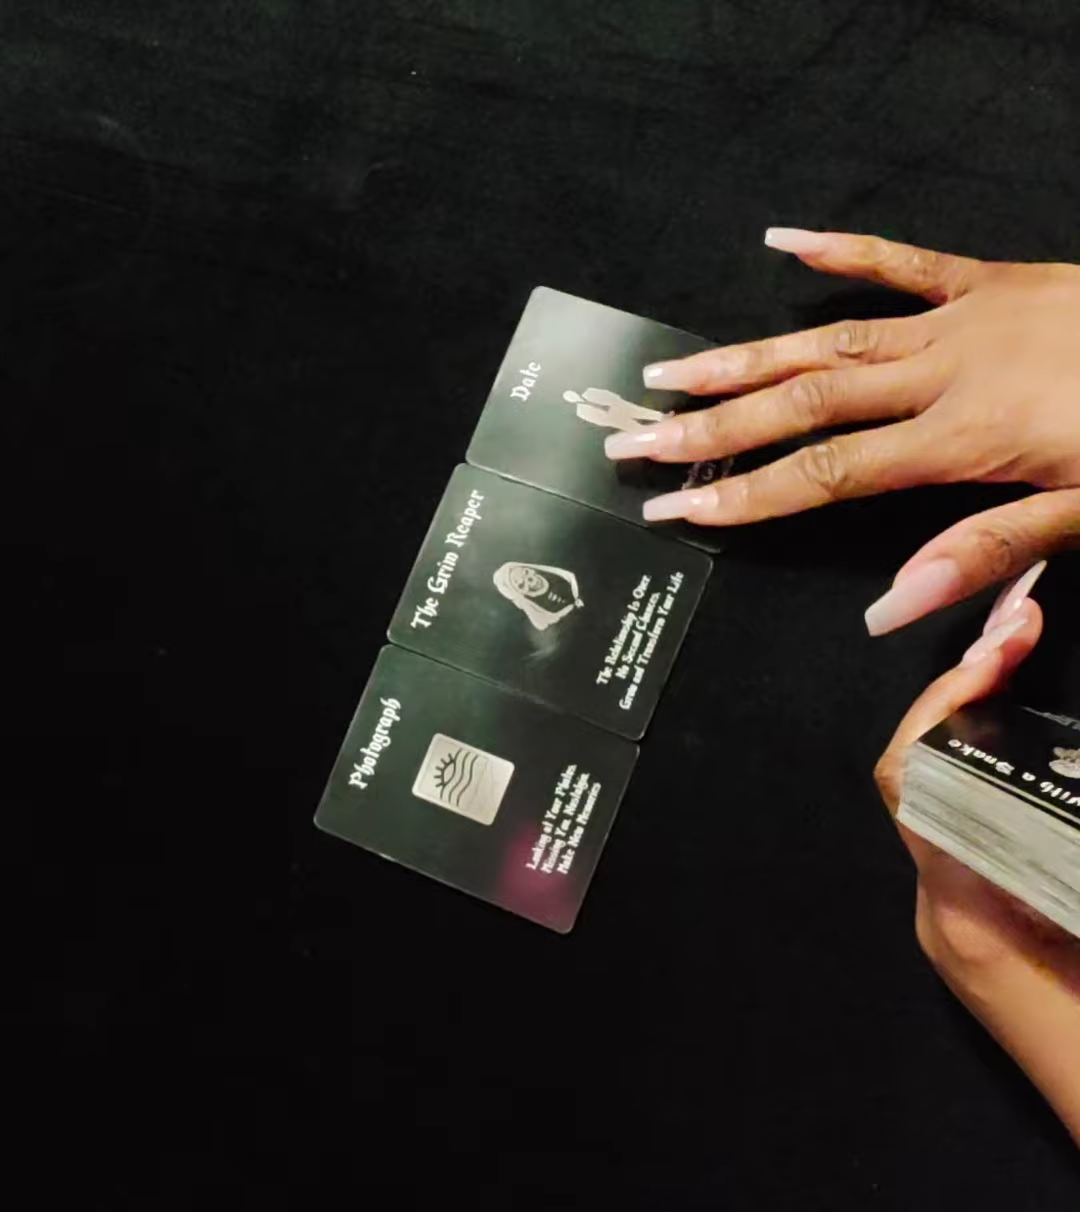 Date
The Grim Reaper
The Relationship Is Over.
No Second Chances.
Grow and Transform Your Life
Photograph
Looking at Your Photos.
Missing You. Nostalgia.
Make New Memories
with a Snake